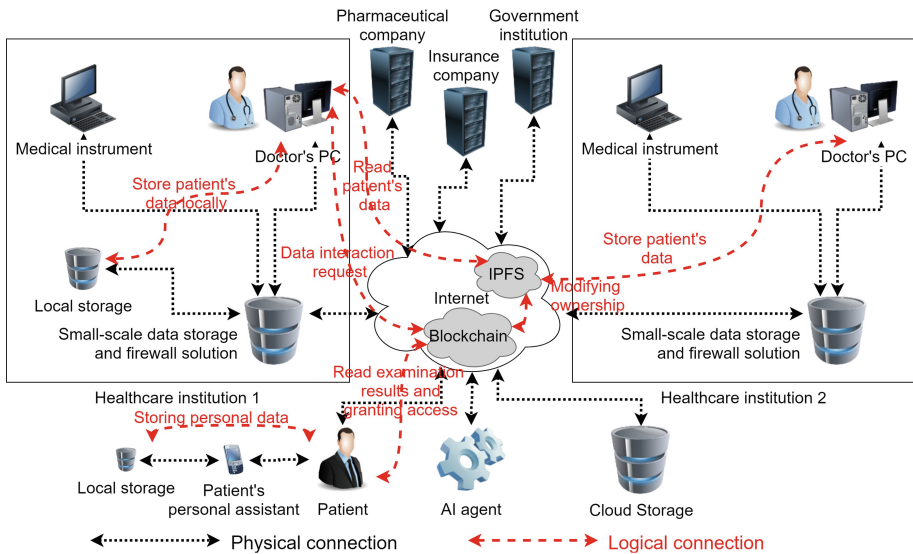 Pharmaceutical
company
Government
institution
Insurance
company
Medical instrument
Doctor's PC
Medical instrument
Doctor's PC
Read
patient's
data
Store patient's
data locally
Data interaction
request
Store patient's
data
IPFS
Modifying
ownership
Internet
Blockchain
Local storage
Small-scale data storage
and firewall solution
Small-scale data storage
and firewall solution
Read examination
results and
granting access
Healthcare institution 1
Healthcare institution 2
Storing personal data
Local storage
Patient's
personal assistant
Patient
AI agent
Cloud Storage
Physical connection
Logical connection